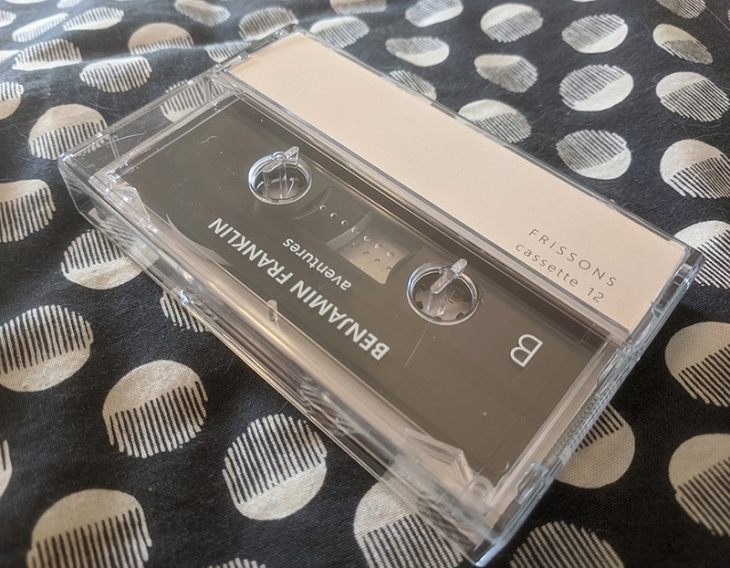 FRISSONS
cassette 12
BENJAMIN FRANKLIN
aventures
B